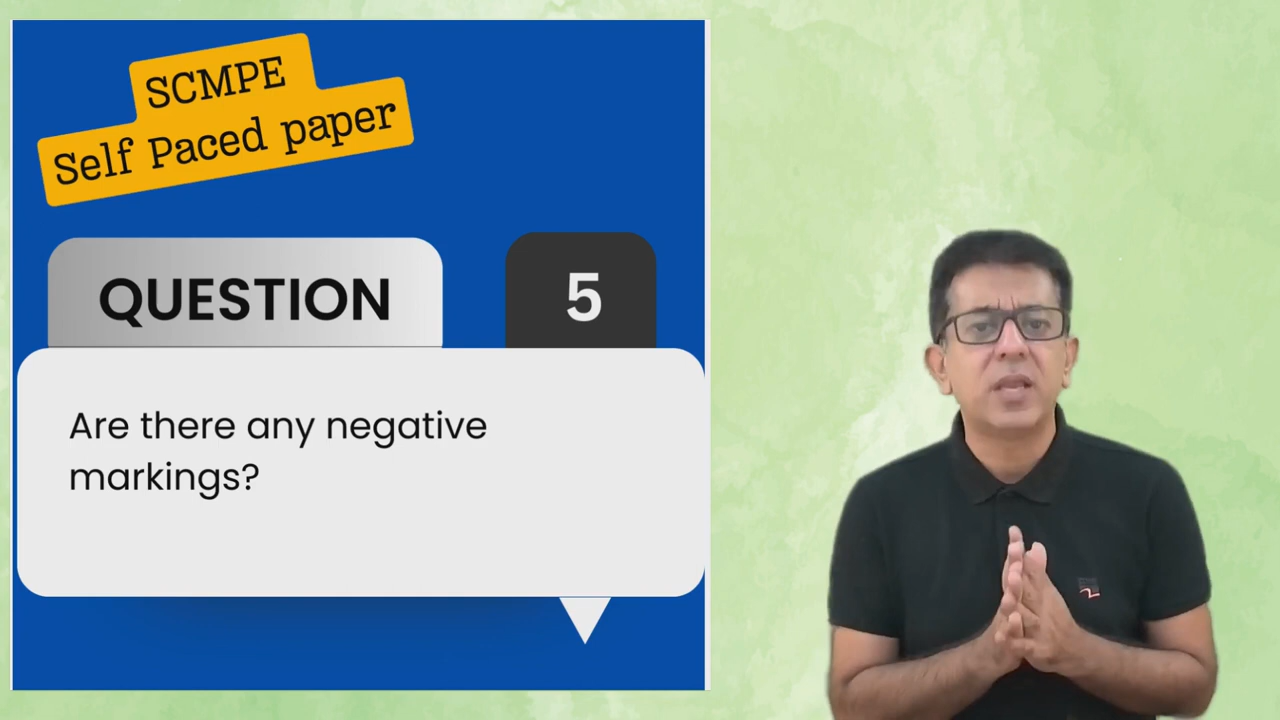 SCMPE
Self Paced paper
QUESTION
5
Are there any negative
markings?